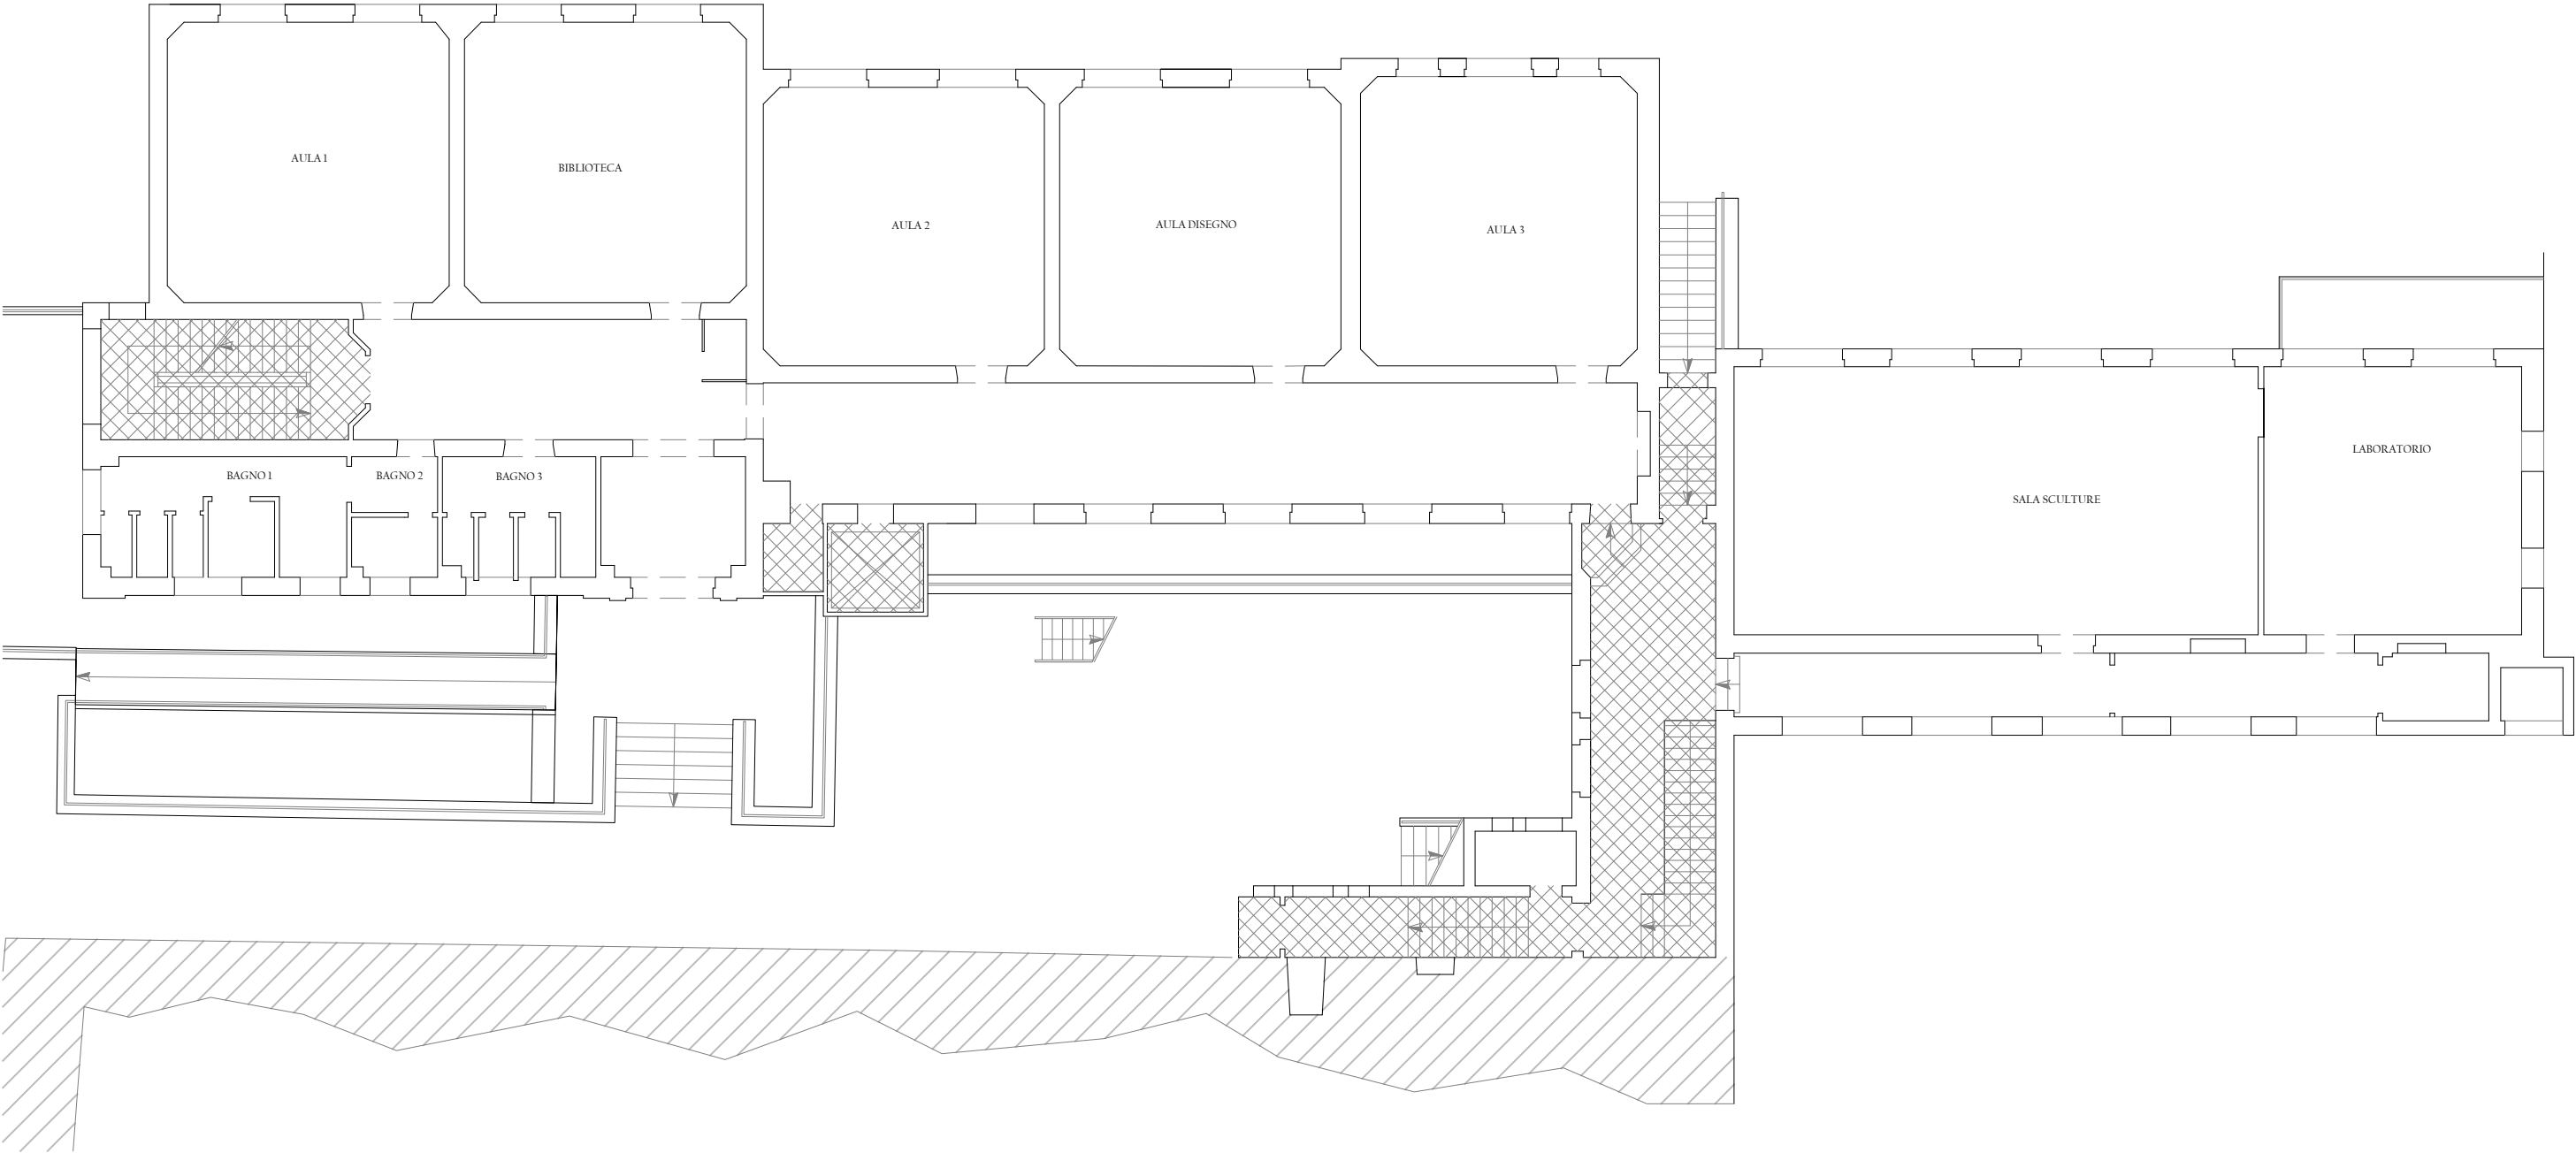 AULA 1
BIBLIOTECA
AULA 2
AULA DISEGNO
AULA 3
BAGNO 1
BAGNO 2
BAGNO 3
SALA SCULTURE
LABORATORIO